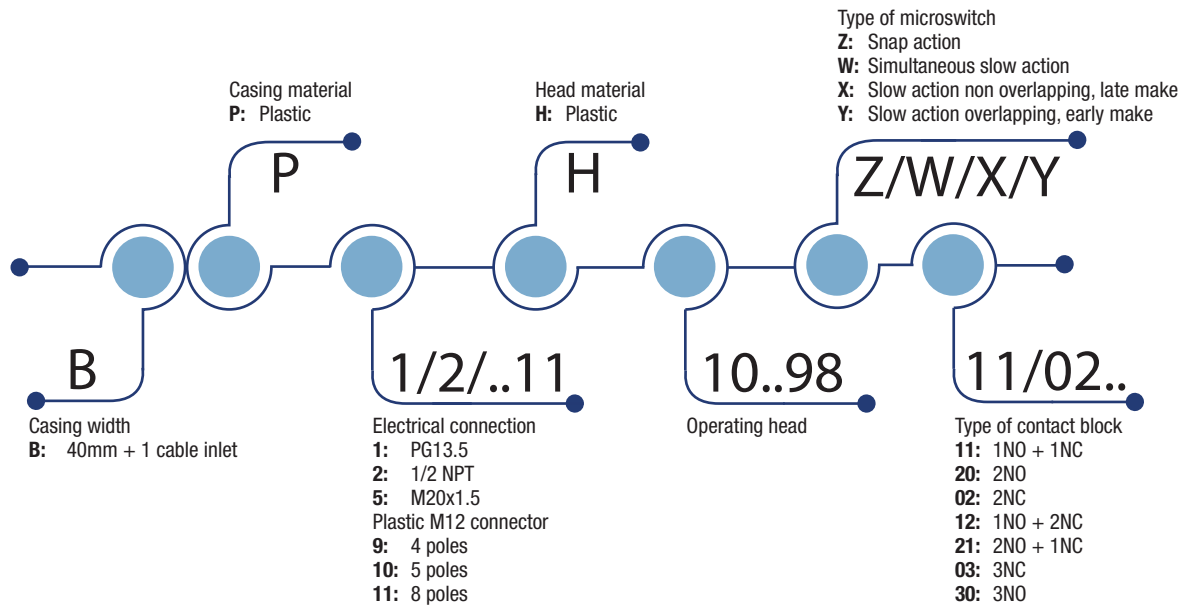 Type of microswitch
Z: Snap action
W: Simultaneous slow action
X: Slow action non overlapping, late make
Y: Slow action overlapping, early make
Casing material
P: Plastic
Head material
H: Plastic
P
H
Z/W/X/Y
B
1/2/..11
10..98
11/02..
Casing width
B: 40mm + 1 cable inlet
Electrical connection
1: PG13.5
2: 1/2 NPT
5: M20x1.5
Plastic M12 connector
9: 4 poles
10: 5 poles
11: 8 poles
Operating head
Type of contact block
11: 1NO + 1NC
20: 2NO
02: 2NC
12: 1NO + 2NC
21: 2NO + 1NC
03: 3NC
30: 3NO